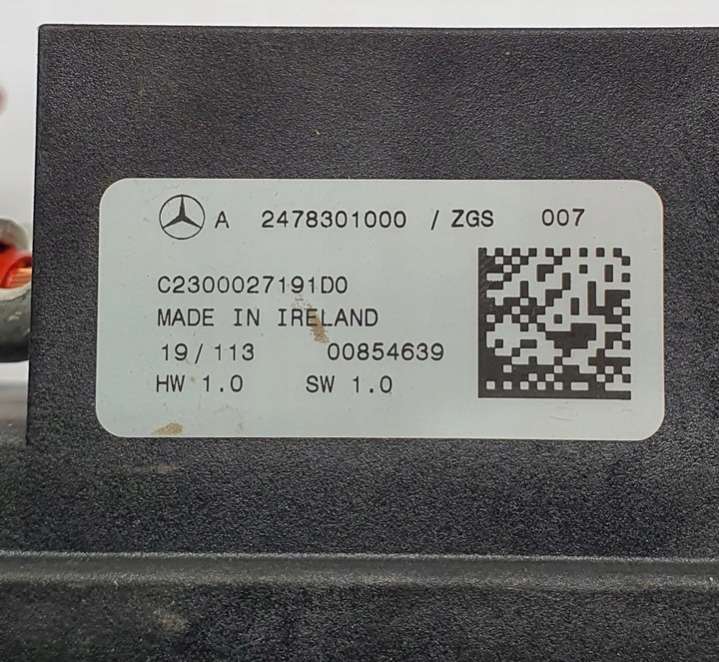 A 2478301000 / ZGS 007
C2300027191D0
MADE IN IRELAND
19/113 00854639
HW 1.0 SW 1.0